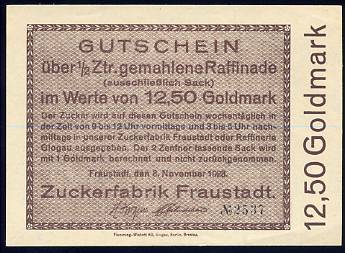 GUTSCHEIN
über 1/2 Ztr. gemahlene Raffinade
(ausschließlich Sack)
im Werte von 12,50 Goldmark
Der Zucker wird auf diesen Gutschein wochentäglich in
der Zeit von 9 bis 12 Uhr vormittags und 3 bis 5 Uhr nach-
mittags in unserer Zuckerfabrik Fraustadt oder Raffinerie
Glogau ausgegeben. Der 2 Zentner fassende Sack wird
mit 1 Goldmark berechnet und nicht zurückgenommen.
Fraustadt, den 8. November 1923.
Zuckerfabrik Fraustadt.
№ 2537
Glogau, Berlin, Breslau.
12,50 Goldmark